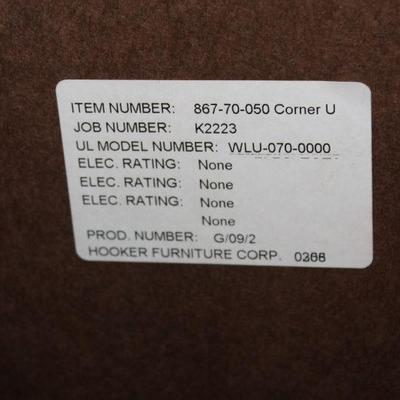 ITEM NUMBER: 867-70-050 Corner U
JOB NUMBER: K2223
UL MODEL NUMBER: WLU-070-0000
ELEC. RATING: None
ELEC. RATING: None
ELEC. RATING: None
None
PROD. NUMBER: G/09/2
HOOKER FURNITURE CORP.